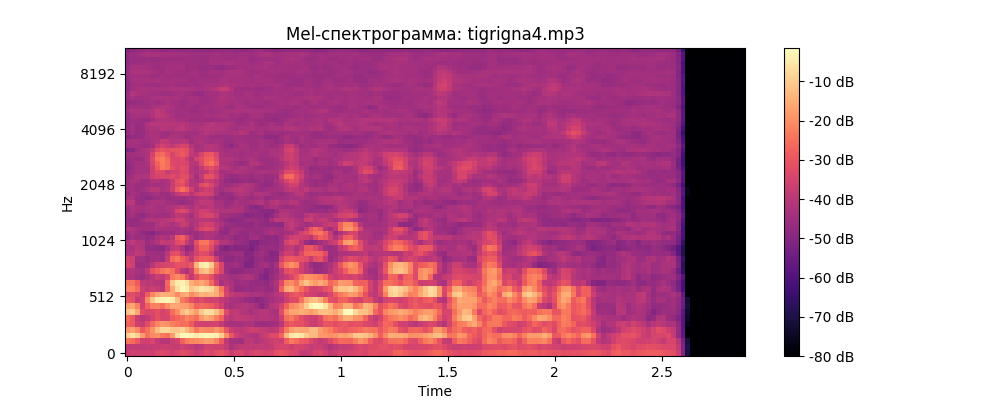 Mel-спектрограмма: tigrigna4.mp3
8192
4096
2048
1024
512
0
Hz
0 0.5 1 1.5 2 2.5
Time
-10 dB
-20 dB
-30 dB
-40 dB
-50 dB
-60 dB
-70 dB
-80 dB